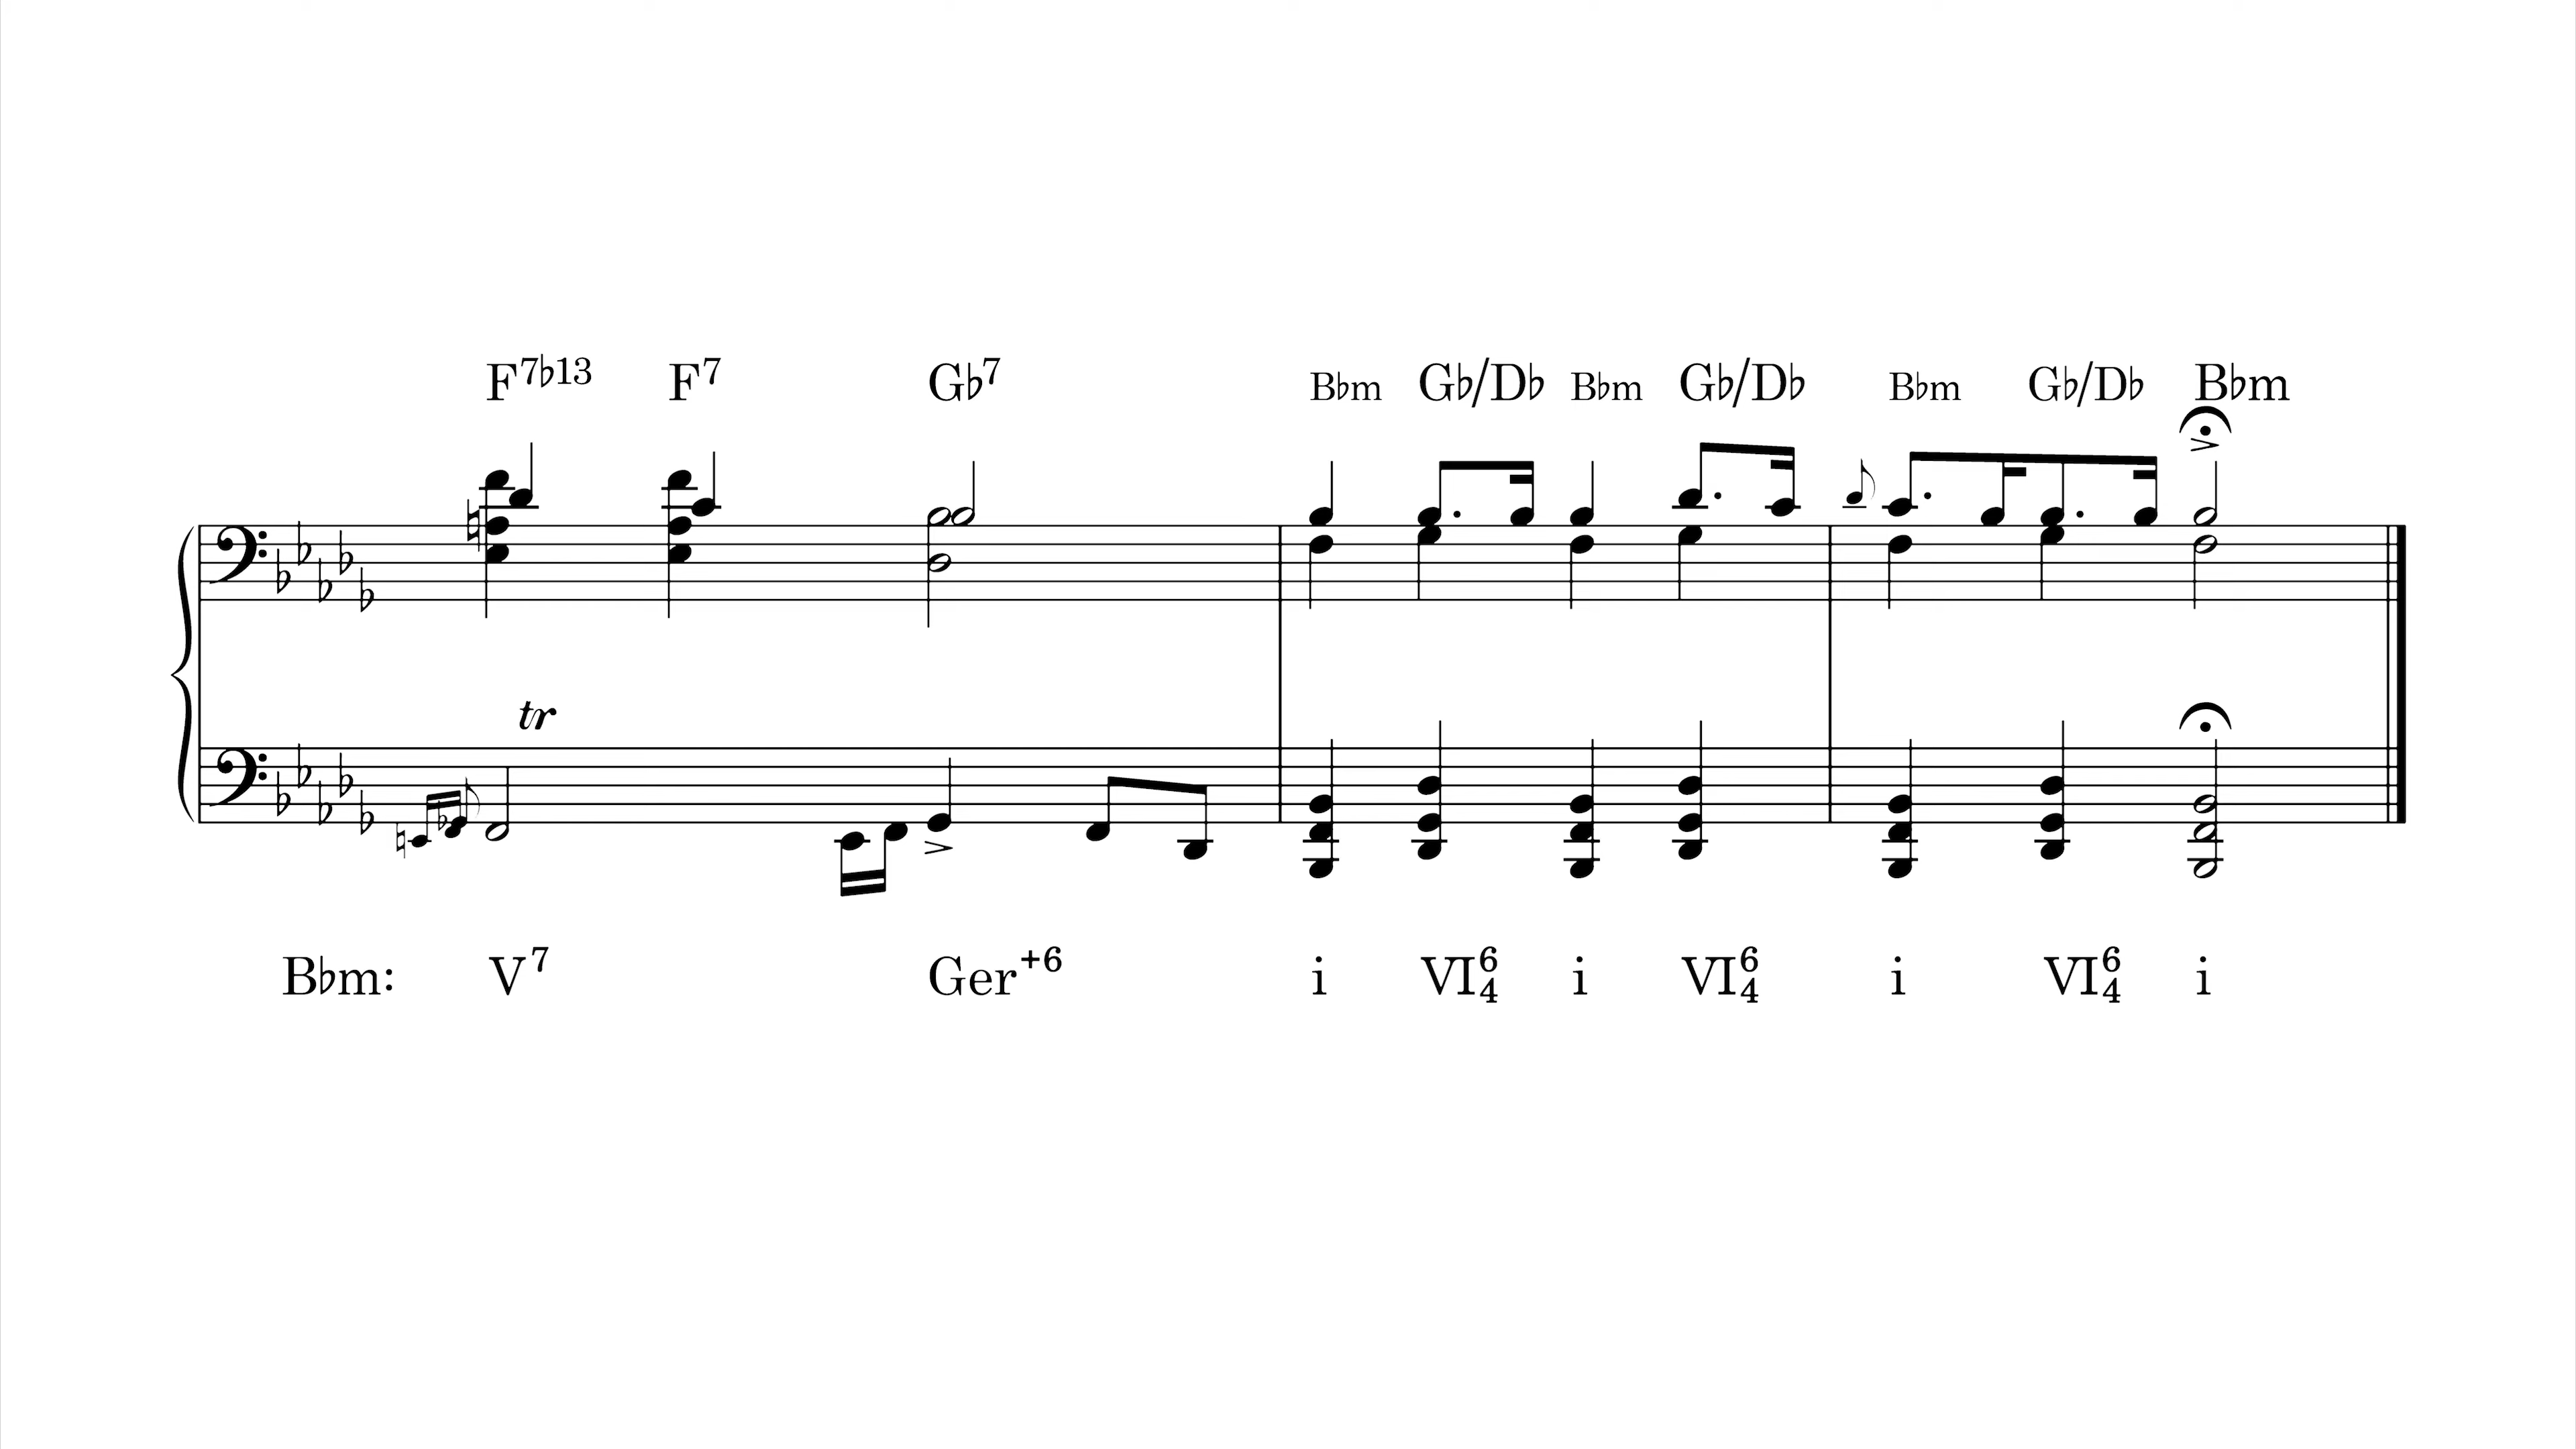 F7♭13 F7 G♭7 B♭m G♭/D♭ B♭m G♭/D♭ B♭m G♭/D♭ B♭m
tr
B♭m: V7 Ger+6 i VI64 i VI64 i VI64 i